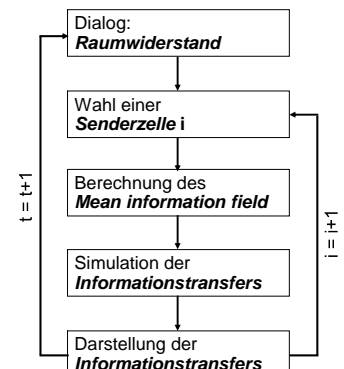 Dialog:
Raumwiderstand
Wahl einer
Senderzelle i
Berechnung des
Mean information field
Simulation der
Informationstransfers
Darstellung der
Informationstransfers
t = t+1
i = i+1